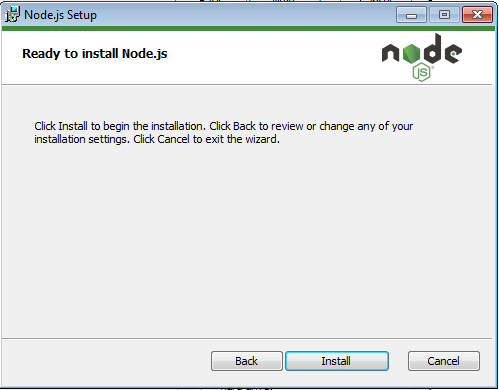 Node.js Setup
Ready to install Node.js
node
JS
Click Install to begin the installation. Click Back to review or change any of your
installation settings. Click Cancel to exit the wizard.
Back
Install
Cancel